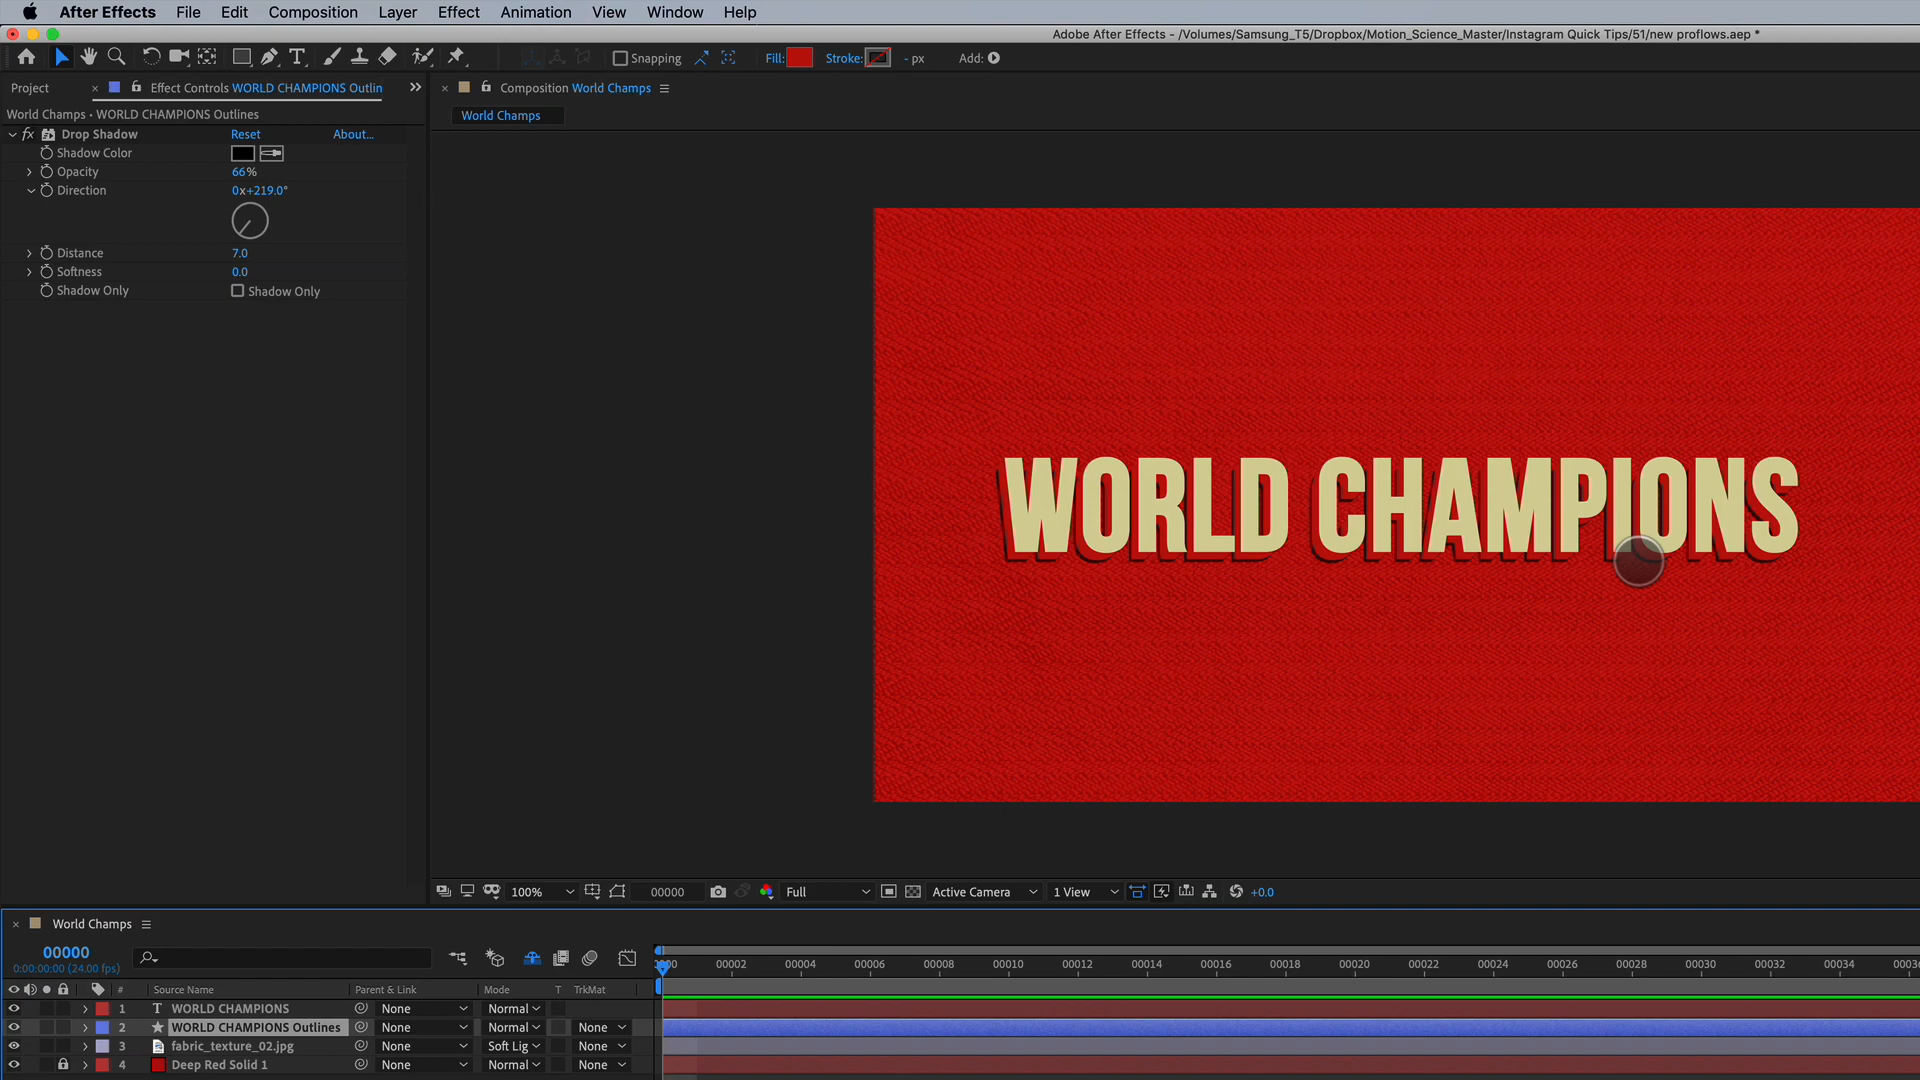 After Effects File Edit Composition Layer Effect Animation View Window Help
Adobe After Effects - /Volumes/Samsung_T5/Dropbox/Motion_Science_Master/Instagram Quick Tips/51/new proflows.aep *
Snapping Fill: Stroke: - px Add:
Project Effect Controls WORLD CHAMPIONS Outlin
Composition World Champs
World Champs • WORLD CHAMPIONS Outlines
World Champs
fx Drop Shadow Reset About...
Shadow Color
Opacity 66%
Direction 0x+219.0°
Distance 7.0
Softness 0.0
Shadow Only Shadow Only
WORLD CHAMPIONS
100% 00000 Full Active Camera 1 View +0.0
World Champs
00000
0:00:00:00 (24.00 fps)
00002 00004 00006 00008 00010 00012 00014 00016 00018 00020 00022 00024 00026 00028 00030 00032 00034
# Source Name Parent & Link Mode T TrkMat
1 T WORLD CHAMPIONS None Normal
2 WORLD CHAMPIONS Outlines None Normal None
3 fabric_texture_02.jpg None Soft Lig None
4 Deep Red Solid 1 None Normal None